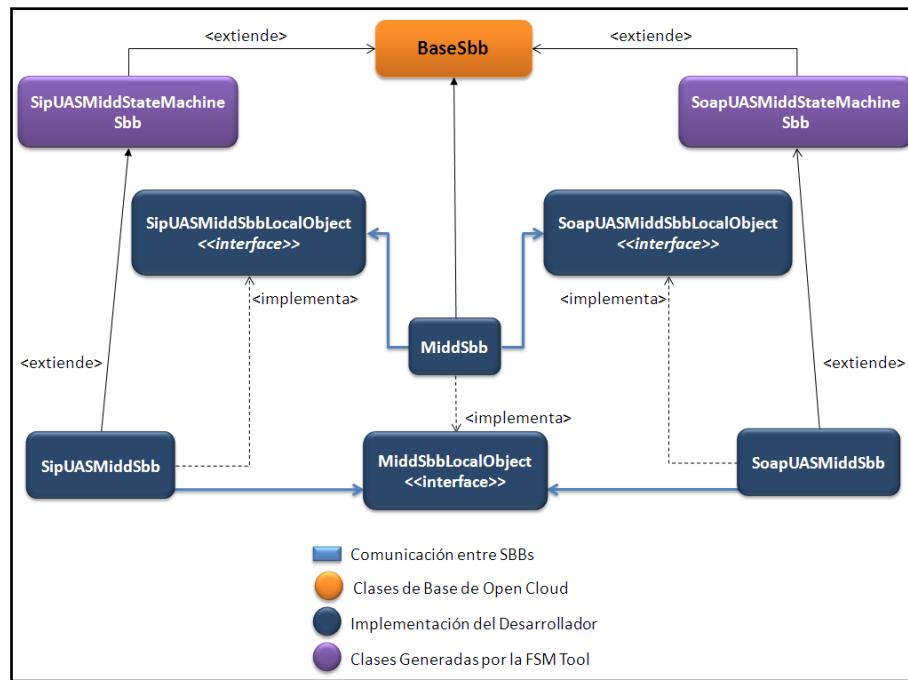 <extiende>
BaseSbb
<extiende>
SipUASMiddStateMachine
Sbb
SoapUASMiddStateMachine
Sbb
SipUASMiddSbbLocalObject
<<interface>>
SoapUASMiddSbbLocalObject
<<interface>>
<implementa>
<implementa>
MiddSbb
<extiende>
<extiende>
<implementa>
SipUASMiddSbb
MiddSbbLocalObject
<<interface>>
SoapUASMiddSbb
Comunicación entre SBBs
Clases de Base de Open Cloud
Implementación del Desarrollador
Clases Generadas por la FSM Tool